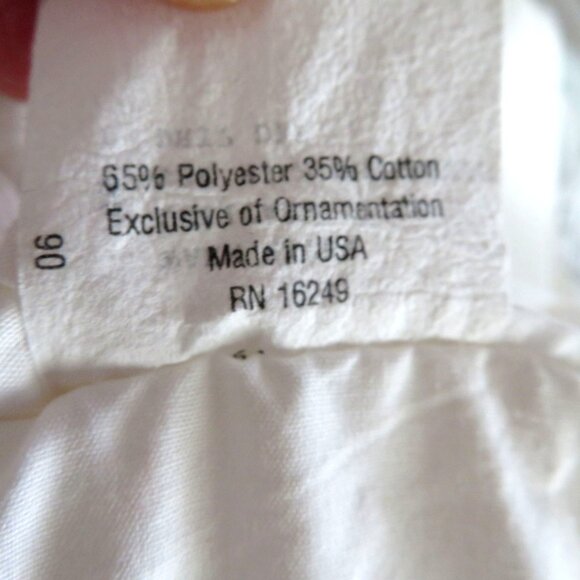 65% Polyester 35% Cotton
Exclusive of Ornamentation
Made in USA
RN 16249
06